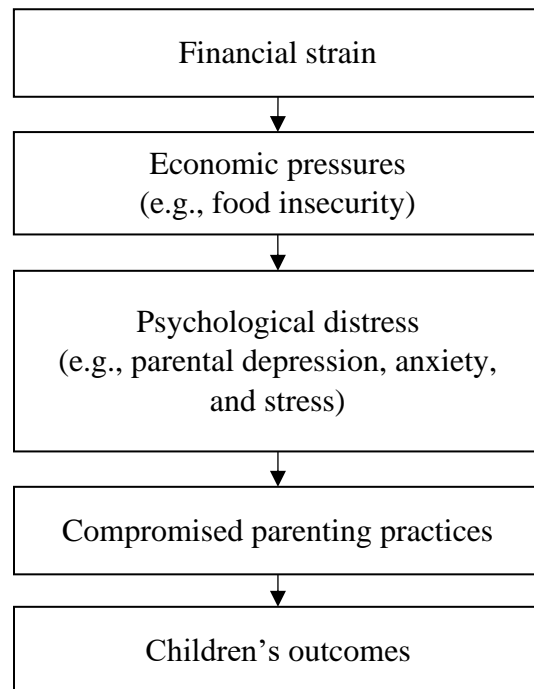 Financial strain
Economic pressures
(e.g., food insecurity)
Psychological distress
(e.g., parental depression, anxiety,
and stress)
Compromised parenting practices
Children’s outcomes